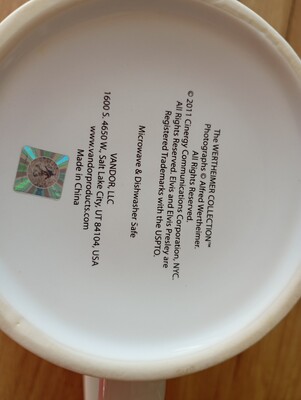 The WERTHEIMER COLLECTION™
Photographs © Alfred Wertheimer.
All Rights Reserved.
© 2011 Cinergy Communications Corporation, NYC.
All Rights Reserved. Elvis and Elvis Presley are
Registered Trademarks with the USPTO.
Microwave & Dishwasher Safe
VANDOR, LLC
1600 S. 4650 W., Salt Lake City, UT 84104, USA
www.vandorproducts.com
Made in China